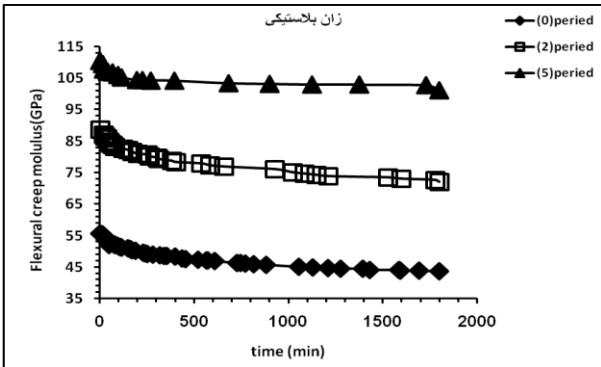 زان بلاستيكي
(0)peried
(2)peried
(5)peried
Flexural creep molulus(GPa)
115
105
95
85
75
65
55
45
35
0
500
1000
1500
2000
time (min)